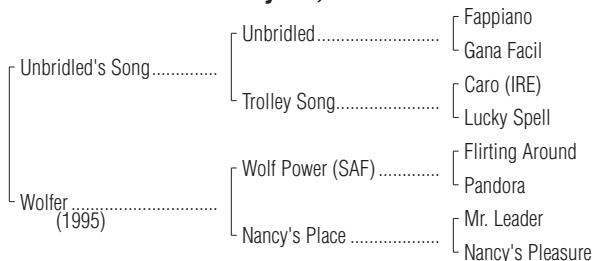 Fappiano
Unbridled
Gana Facil
Unbridled's Song
Caro (IRE)
Trolley Song
Lucky Spell
Flirting Around
Wolf Power (SAF)
Pandora
Wolfer
(1995)
Mr. Leader
Nancy's Place
Nancy's Pleasure